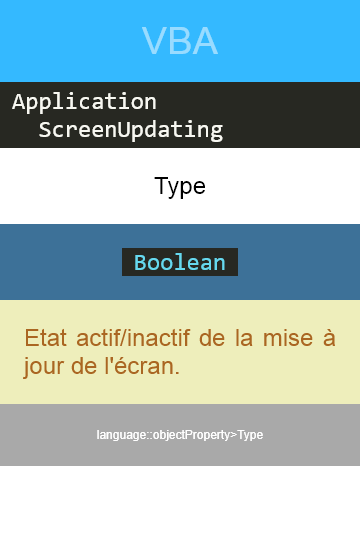 VBA
Application
ScreenUpdating
Type
Boolean
Etat actif/inactif de la mise à
jour de l'écran.
language::objectProperty>Type